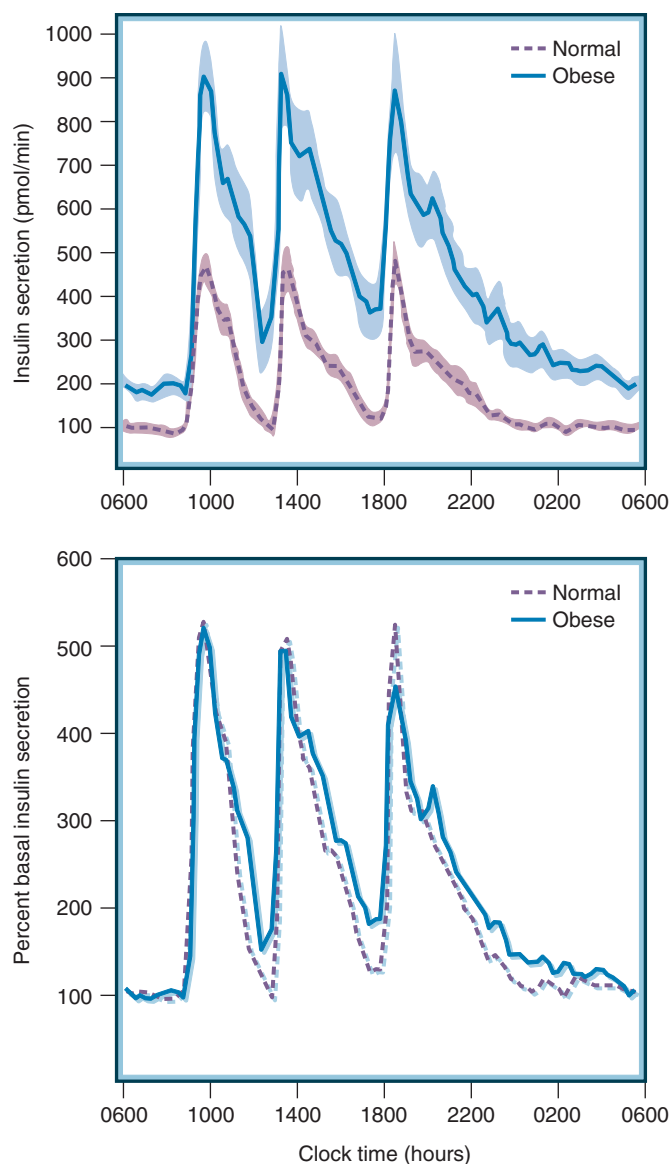 1000
900
800
700
600
500
400
300
200
100
Insulin secretion (pmol/min)
Normal
Obese
0600 1000 1400 1800 2200 0200 0600
600
500
400
300
200
100
Percent basal insulin secretion
Normal
Obese
0600 1000 1400 1800 2200 0200 0600
Clock time (hours)